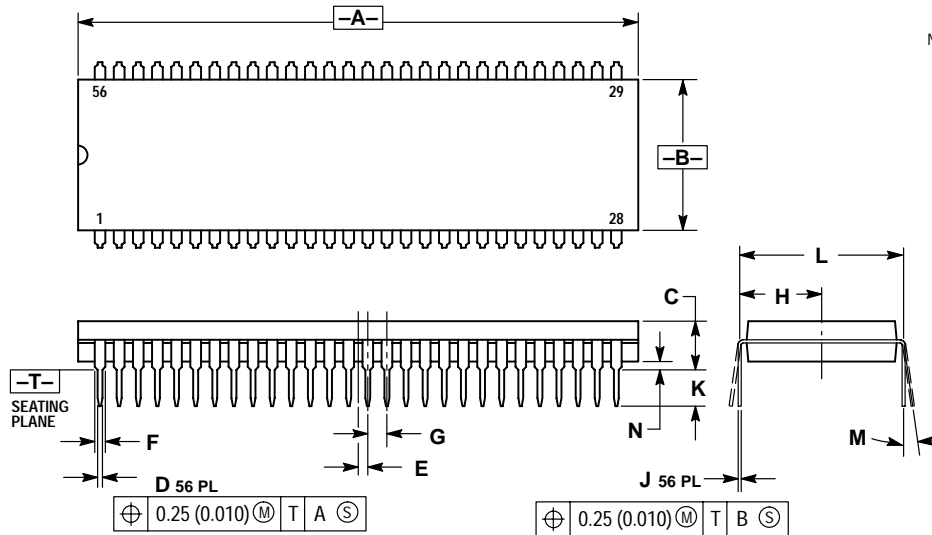 –A–
N
56 29
–B–
1 28
L
H
C
–T–
SEATING
PLANE
K
N
M
G
F
E
D 56 PL
J 56 PL
⌖ 0.25 (0.010) Ⓜ T A Ⓢ
⌖ 0.25 (0.010) Ⓜ T B Ⓢ